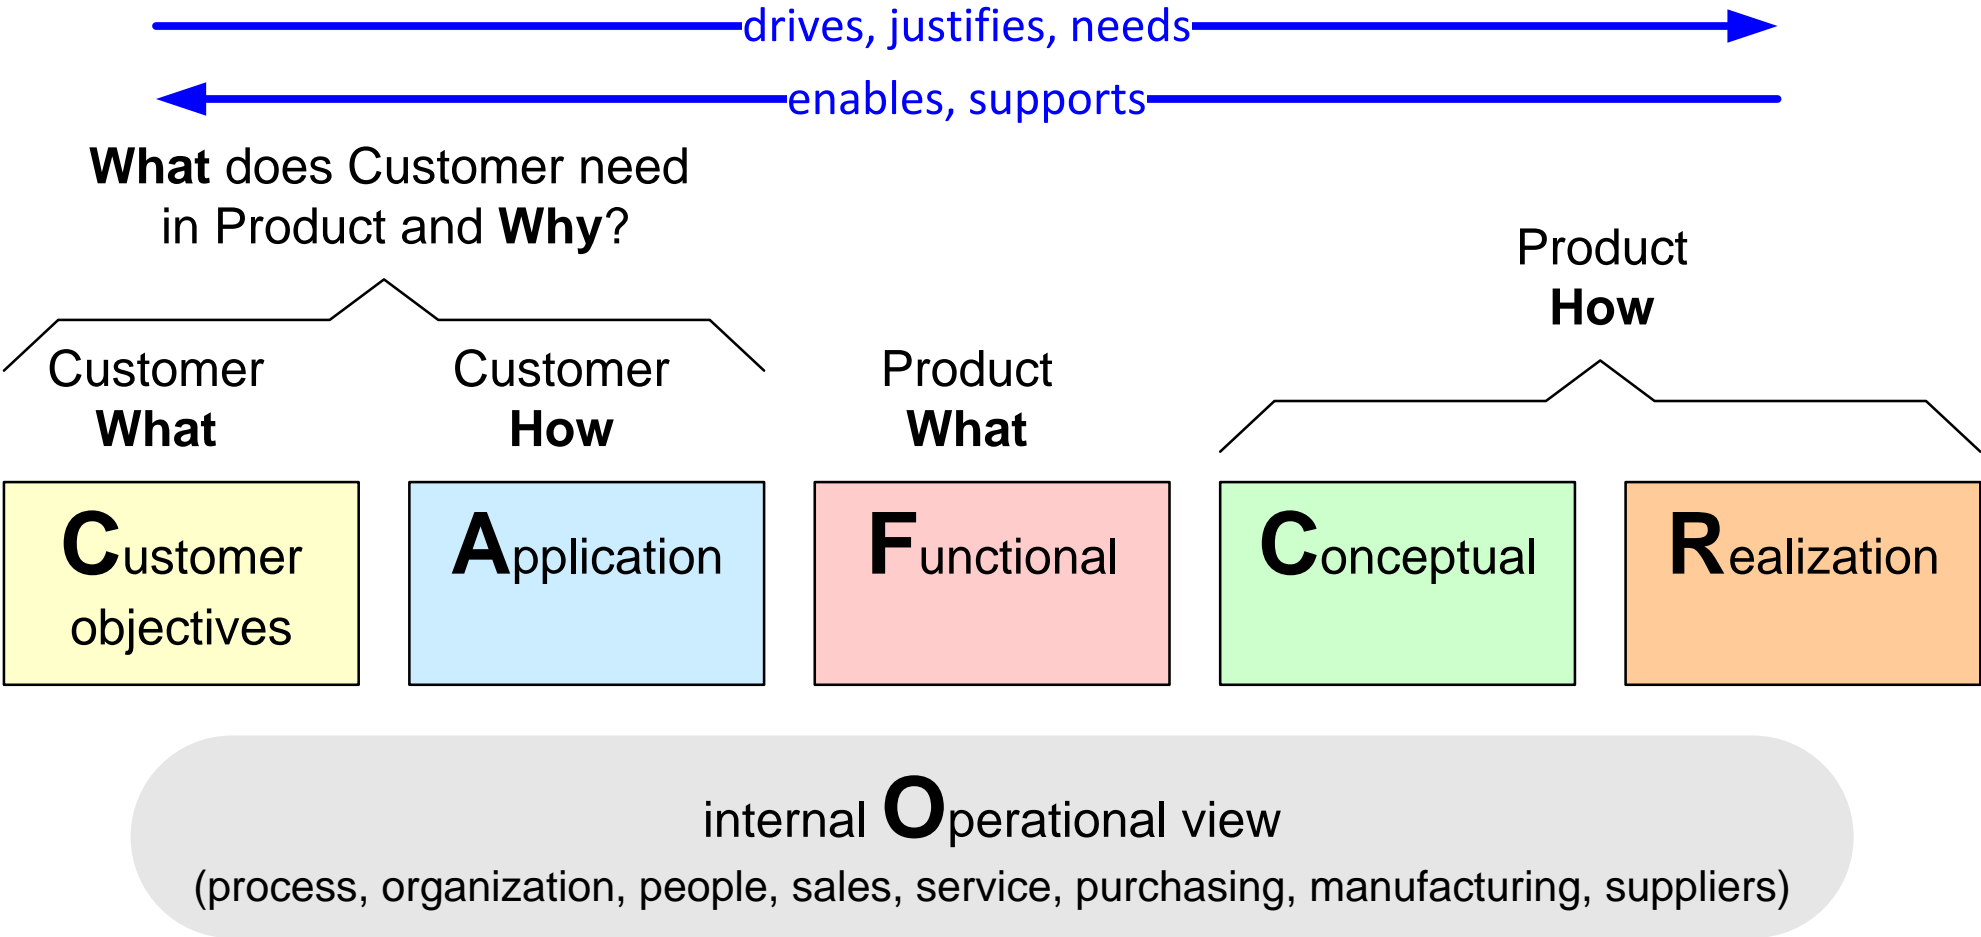 drives, justifies, needs
enables, supports
What does Customer need
in Product and Why?
Product
How
Customer
What
Customer
How
Product
What
Customer
objectives
Application
Functional
Conceptual
Realization
internal Operational view
(process, organization, people, sales, service, purchasing, manufacturing, suppliers)